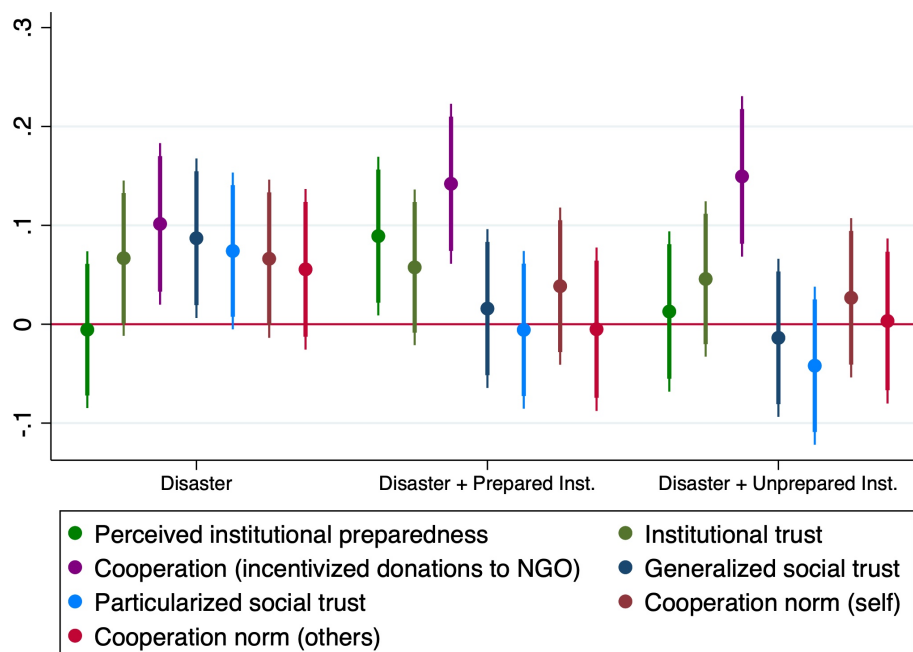 .3
.2
.1
0
-.1
Disaster
Disaster + Prepared Inst.
Disaster + Unprepared Inst.
Perceived institutional preparedness
Institutional trust
Cooperation (incentivized donations to NGO)
Generalized social trust
Particularized social trust
Cooperation norm (self)
Cooperation norm (others)